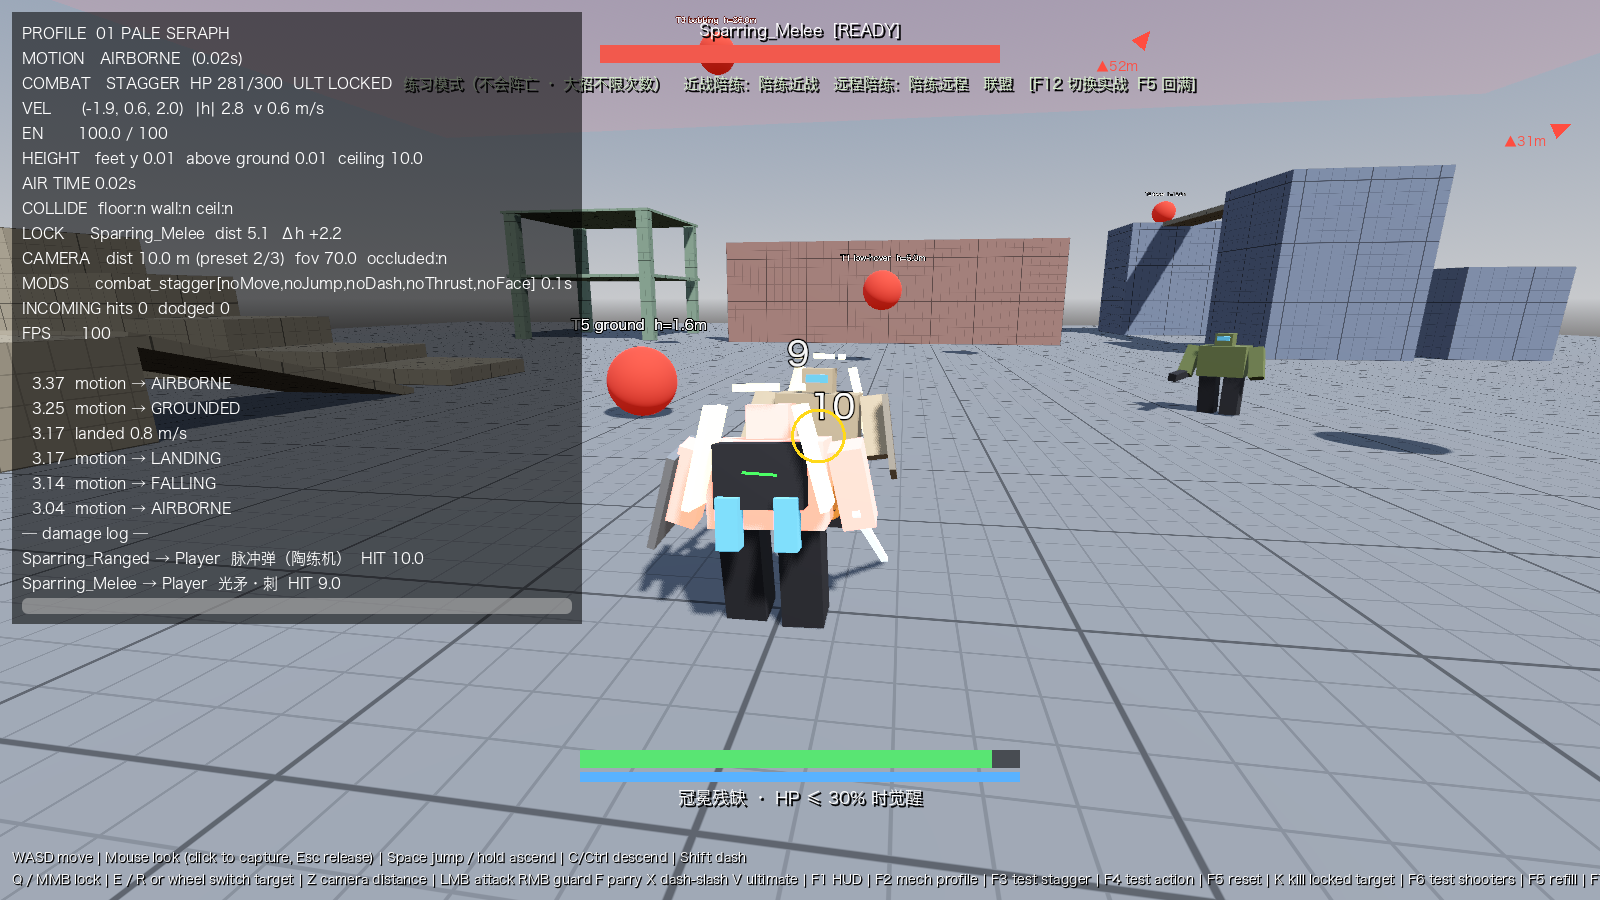 PROFILE 01 PALE SERAPH
MOTION AIRBORNE (0.02s)
COMBAT STAGGER HP 281/300 ULT LOCKED
VEL (-1.9, 0.6, 2.0) |h| 2.8 v 0.6 m/s
EN 100.0 / 100
HEIGHT feet y 0.01 above ground 0.01 ceiling 10.0
AIR TIME 0.02s
COLLIDE floor:n wall:n ceil:n
LOCK Sparring_Melee dist 5.1 Δh +2.2
CAMERA dist 10.0 m (preset 2/3) fov 70.0 occluded:n
MODS combat_stagger[noMove,noJump,noDash,noThrust,noFace] 0.1s
INCOMING hits 0 dodged 0
FPS 100
3.37 motion → AIRBORNE
3.25 motion → GROUNDED
3.17 landed 0.8 m/s
3.17 motion → LANDING
3.14 motion → FALLING
3.04 motion → AIRBORNE
— damage log —
Sparring_Ranged → Player 脉冲弹（陶练机） HIT 10.0
Sparring_Melee → Player 光矛·刺 HIT 9.0
Sparring_Melee [READY]
练习模式（不会阵亡 · 大招不限次数） 近战陪练：陪练近战 远程陪练：陪练远程 联盟 [F12 切换实战 F5 回满]
▲52m
▲31m
T5 ground h=1.6m
9
10
冠冕残缺 · HP ≤ 30% 时觉醒
WASD move | Mouse look (click to capture, Esc release) | Space jump / hold ascend | C/Ctrl descend | Shift dash
Q / MMB lock | E / R or wheel switch target | Z camera distance | LMB attack RMB guard F parry X dash-slash V ultimate | F1 HUD | F2 mech profile | F3 test stagger | F4 test action | F5 reset | K kill locked target | F6 test shooters | F5 refill | F